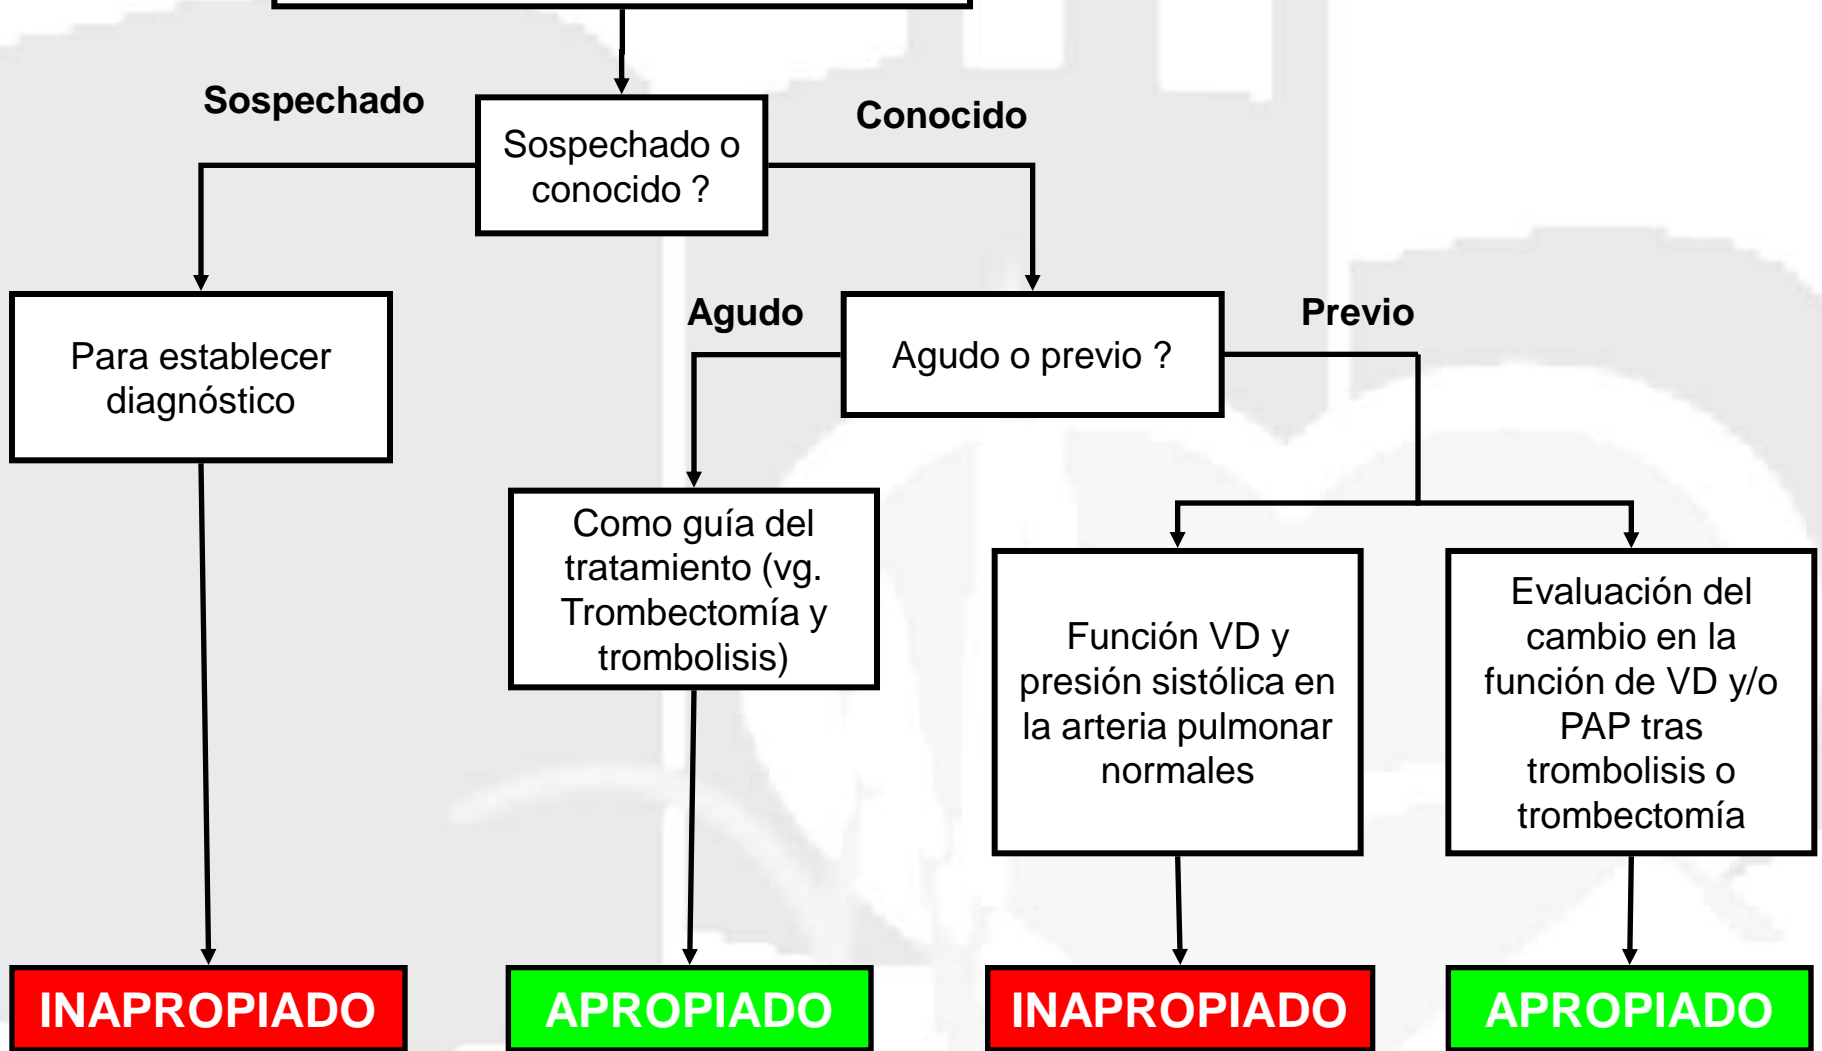 Sospechado
Conocido
Sospechado o
conocido ?
Para establecer
diagnóstico
Agudo
Agudo o previo ?
Previo
Como guía del
tratamiento (vg.
Trombectomía y
trombolisis)
Función VD y
presión sistólica en
la arteria pulmonar
normales
Evaluación del
cambio en la
función de VD y/o
PAP tras
trombolisis o
trombectomía
INAPROPIADO
APROPIADO
INAPROPIADO
APROPIADO